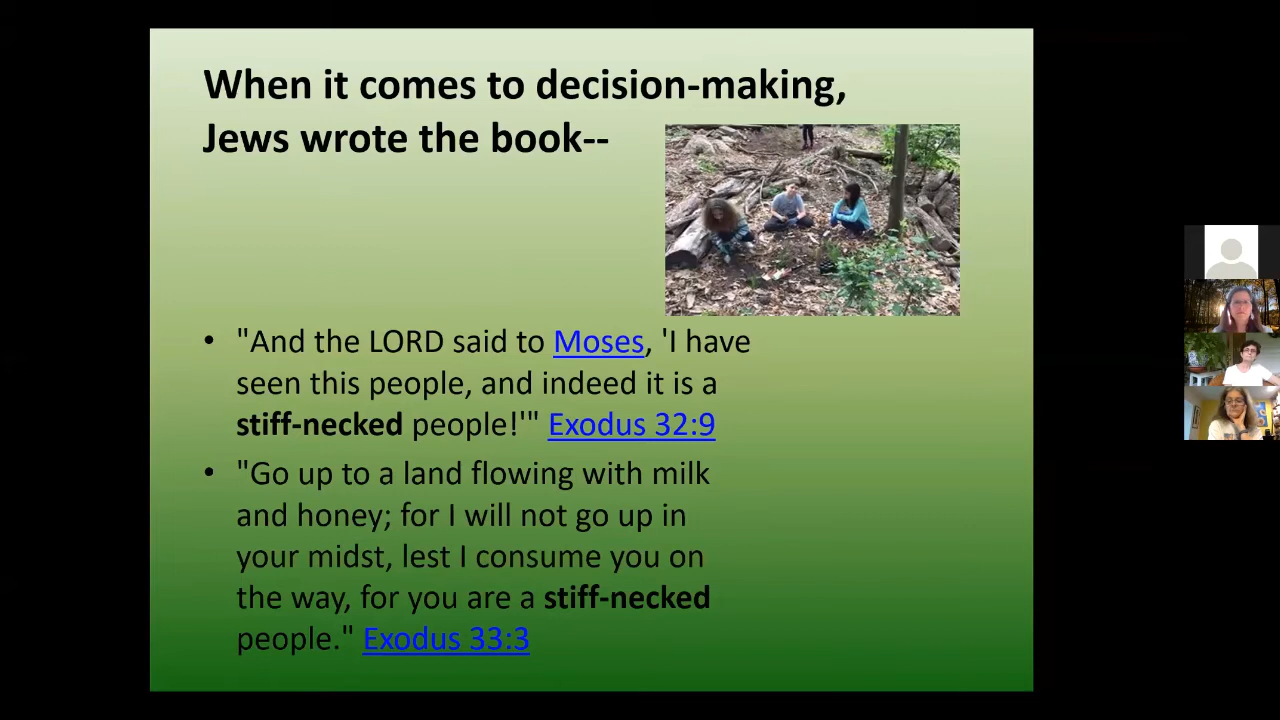 When it comes to decision-making,
Jews wrote the book--
• "And the LORD said to Moses, 'I have
seen this people, and indeed it is a
stiff-necked people!'" Exodus 32:9
• "Go up to a land flowing with milk
and honey; for I will not go up in
your midst, lest I consume you on
the way, for you are a stiff-necked
people." Exodus 33:3